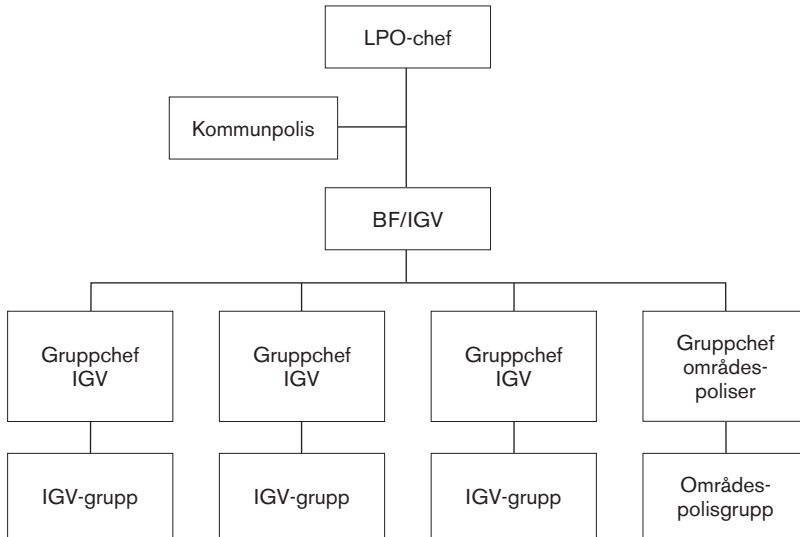 LPO-chef
Kommunpolis
BF/IGV
Gruppchef
IGV
Gruppchef
IGV
Gruppchef
IGV
Gruppchef
områdes-
poliser
IGV-grupp
IGV-grupp
IGV-grupp
Områdes-
polisgrupp